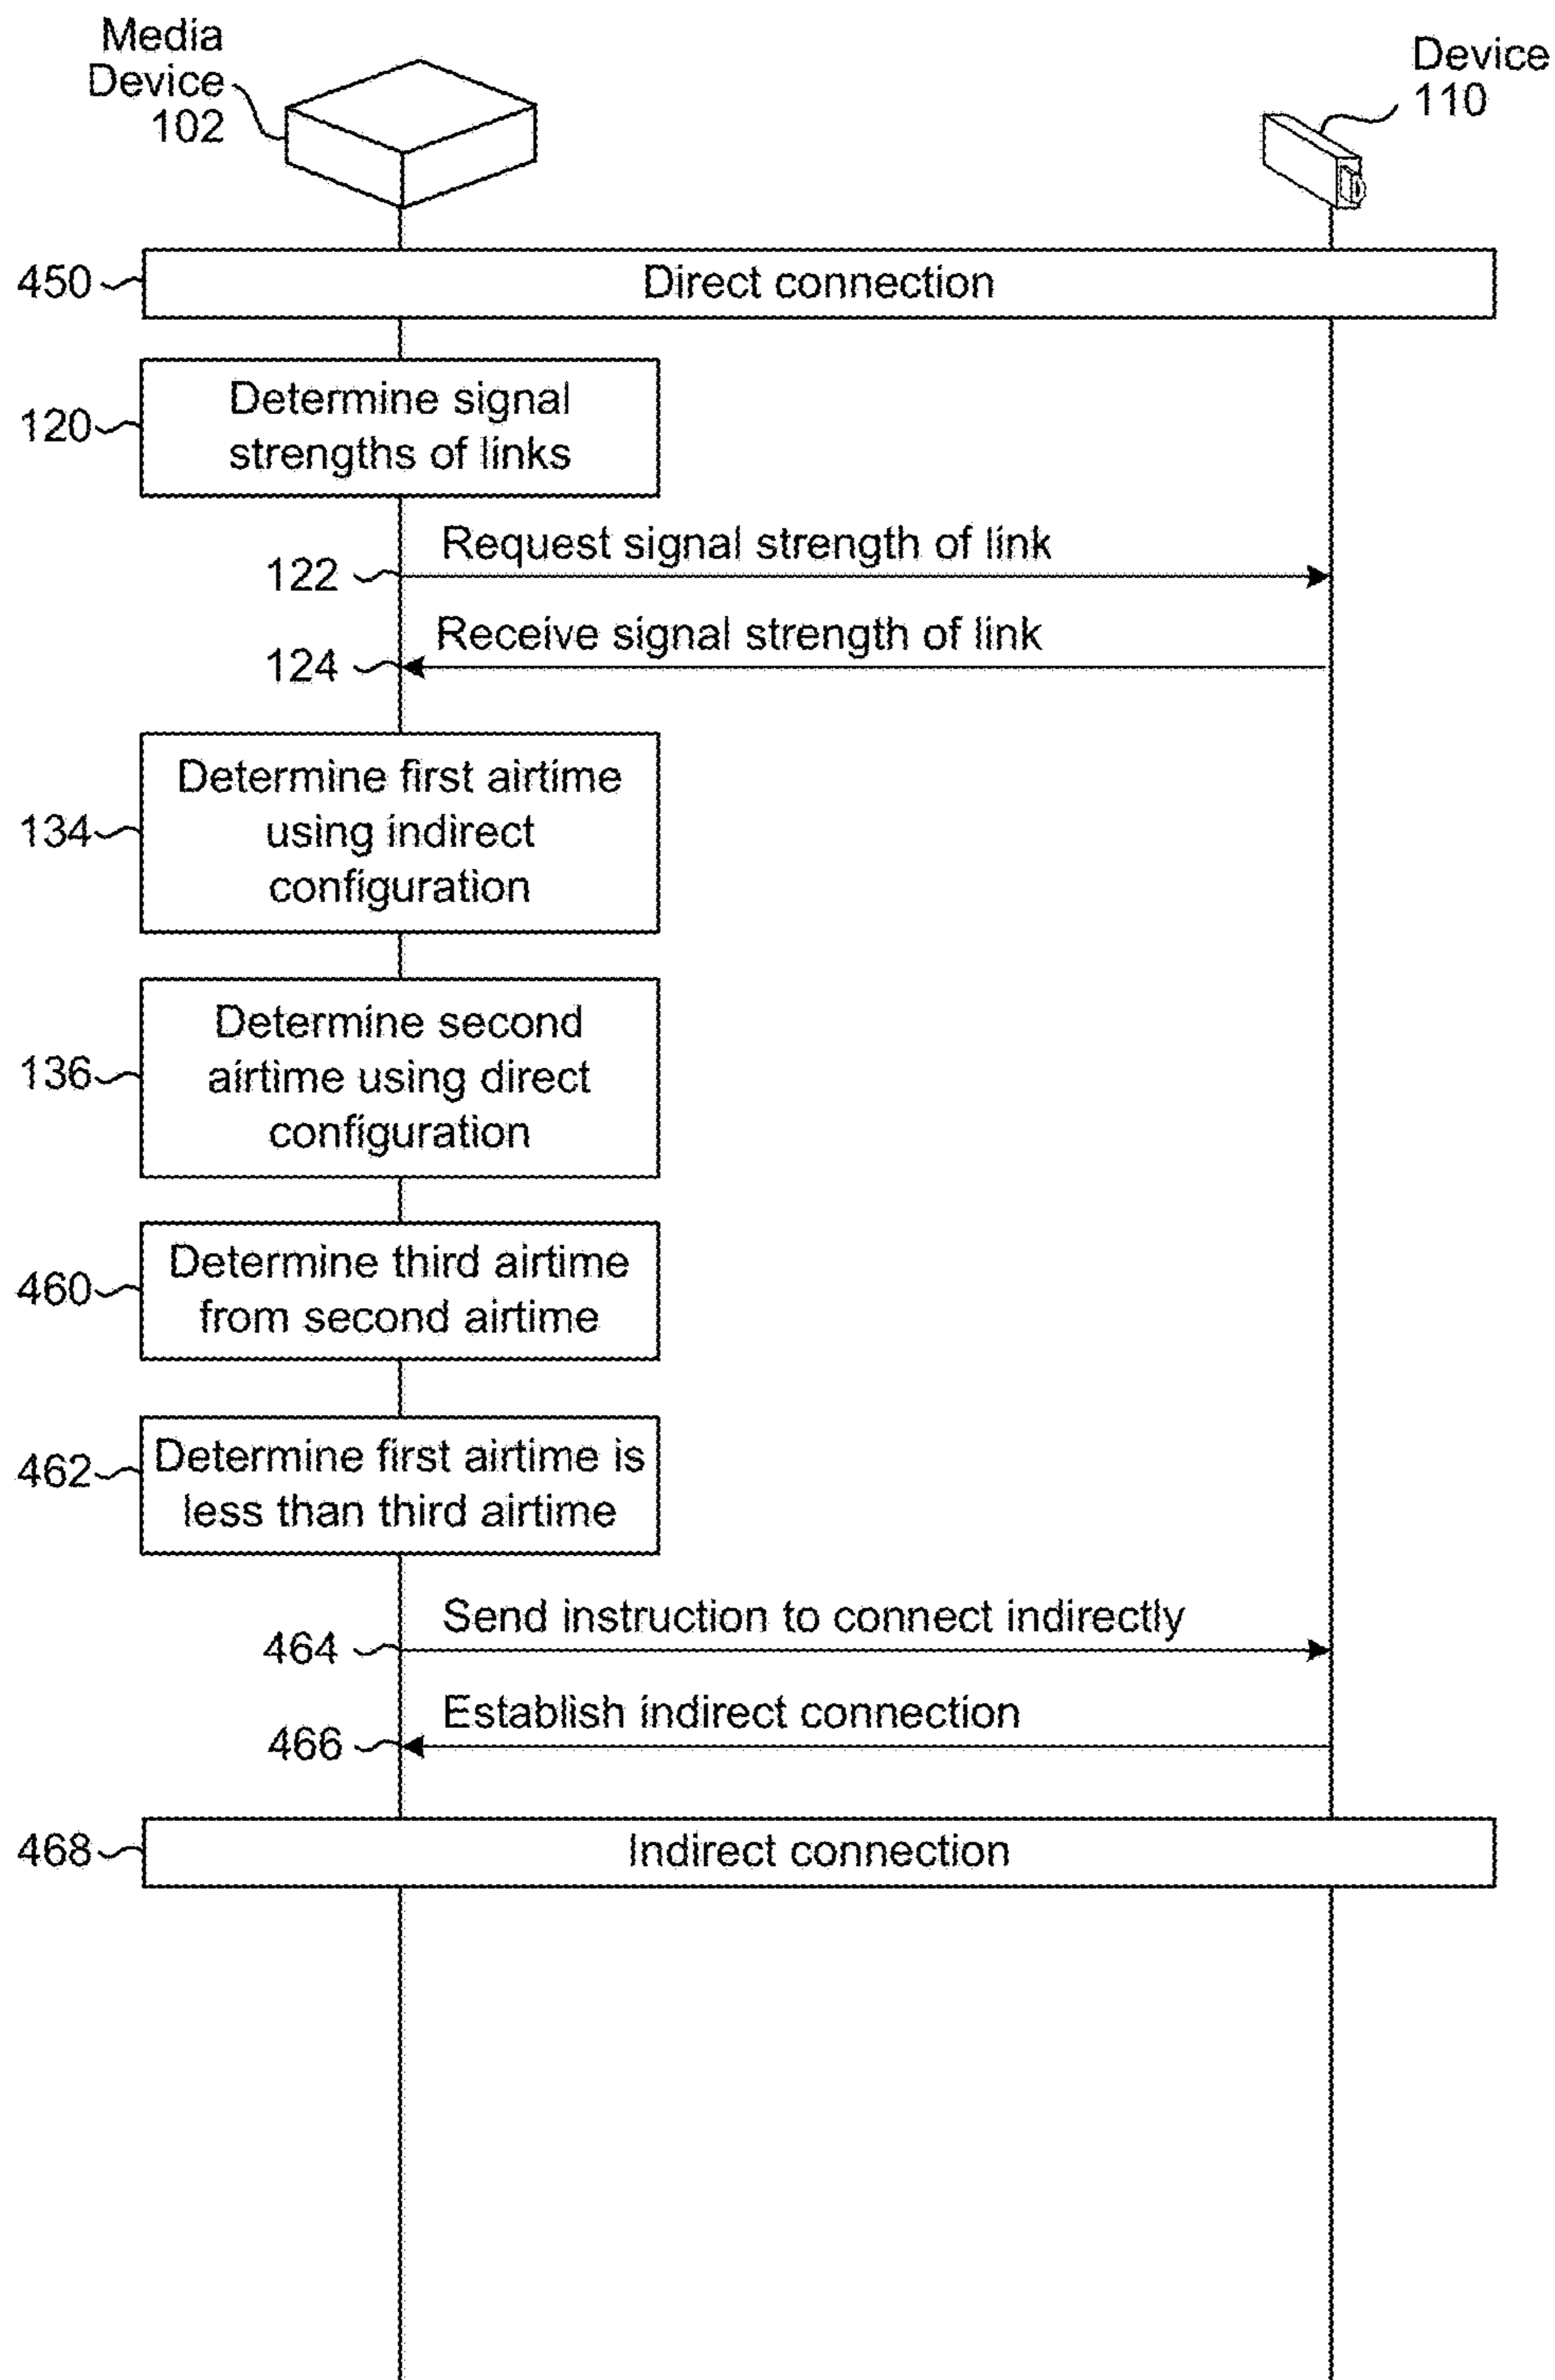 Media
Device
102
Device
110
450
Direct connection
120
Determine signal
strengths of links
Request signal strength of link
122
Receive signal strength of link
124
134
Determine first airtime
using indirect
configuration
136
Determine second
airtime using direct
configuration
460
Determine third airtime
from second airtime
462
Determine first airtime is
less than third airtime
Send instruction to connect indirectly
464
Establish indirect connection
466
468
Indirect connection